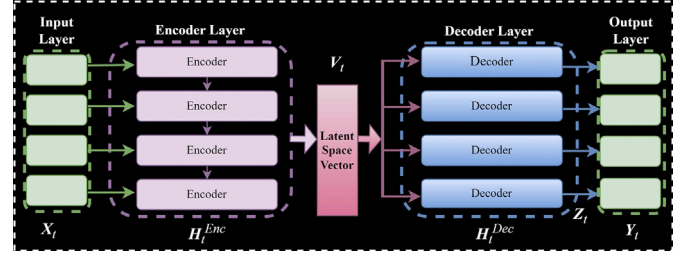 Input
Layer
Encoder Layer
Decoder Layer
Output
Layer
V_t
Encoder
Encoder
Encoder
Encoder
Latent
Space
Vector
Decoder
Decoder
Decoder
Decoder
X_t
H_t^Enc
H_t^Dec
Z_t
Y_t